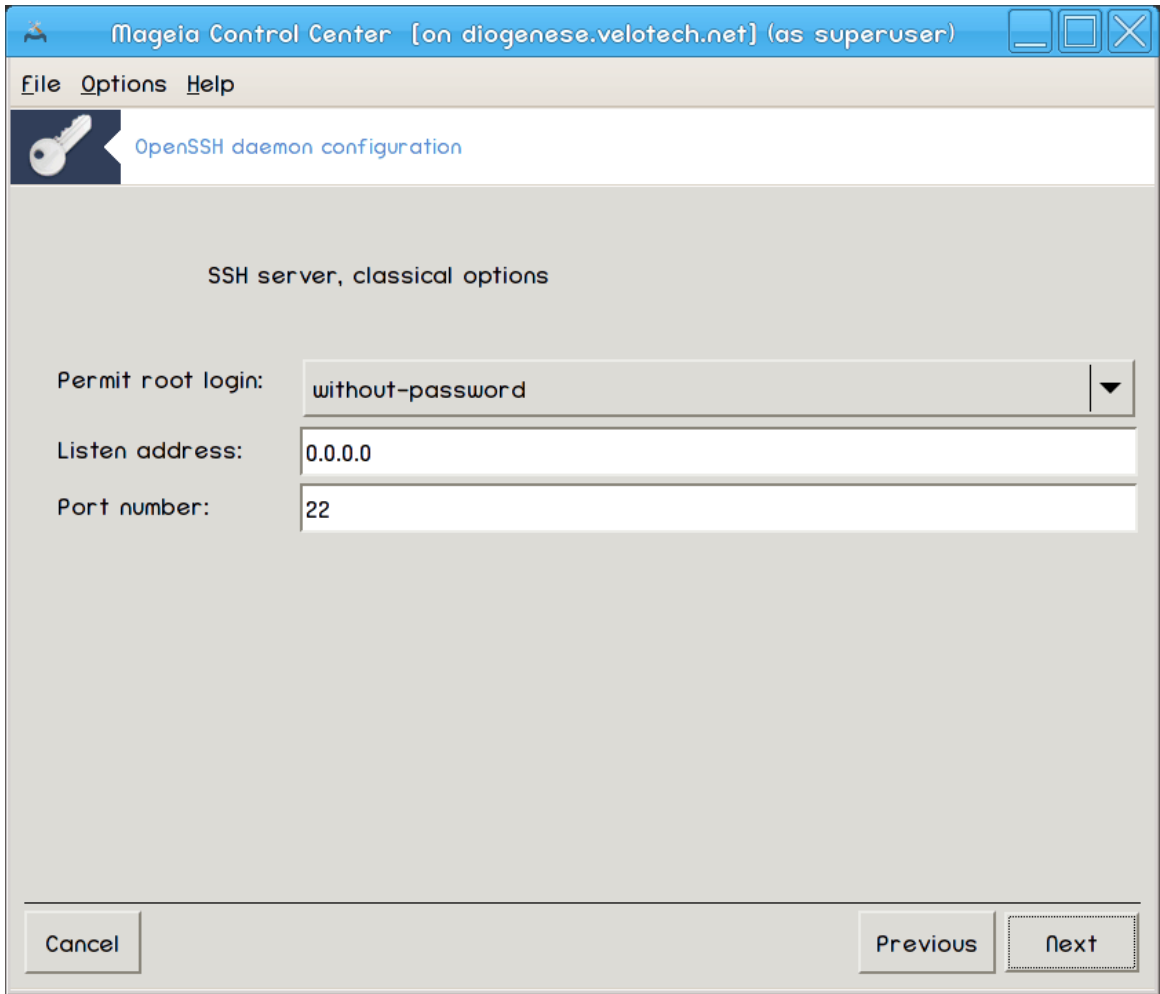 Mageia Control Center [on diogenese.velotech.net] (as superuser)
File Options Help
OpenSSH daemon configuration
SSH server, classical options
Permit root login: without-password
Listen address: 0.0.0.0
Port number: 22
Cancel Previous Next